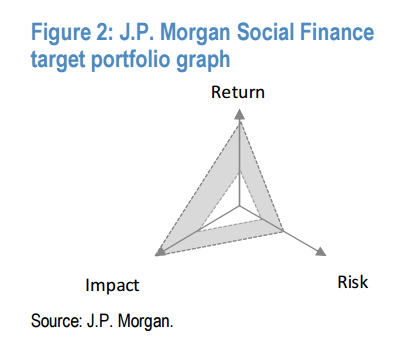 Figure 2: J.P. Morgan Social Finance
target portfolio graph
Return
Impact
Risk
Source: J.P. Morgan.